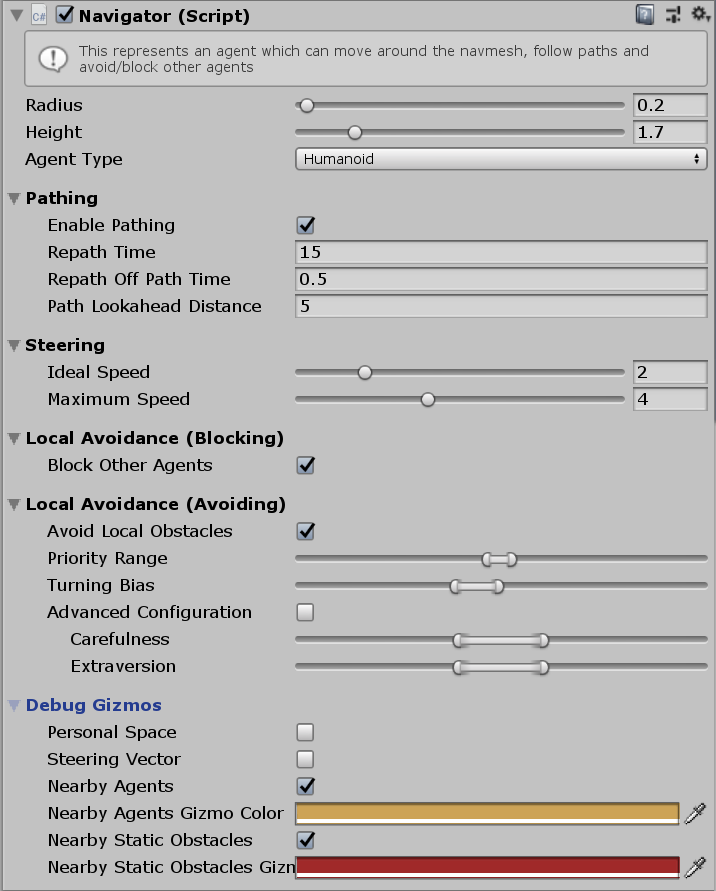 C#
Navigator (Script)
This represents an agent which can move around the navmesh, follow paths and
avoid/block other agents
Radius 0.2
Height 1.7
Agent Type Humanoid
Pathing
Enable Pathing
Repath Time 15
Repath Off Path Time 0.5
Path Lookahead Distance 5
Steering
Ideal Speed 2
Maximum Speed 4
Local Avoidance (Blocking)
Block Other Agents
Local Avoidance (Avoiding)
Avoid Local Obstacles
Priority Range
Turning Bias
Advanced Configuration
Carefulness
Extraversion
Debug Gizmos
Personal Space
Steering Vector
Nearby Agents
Nearby Agents Gizmo Color
Nearby Static Obstacles
Nearby Static Obstacles Gizn